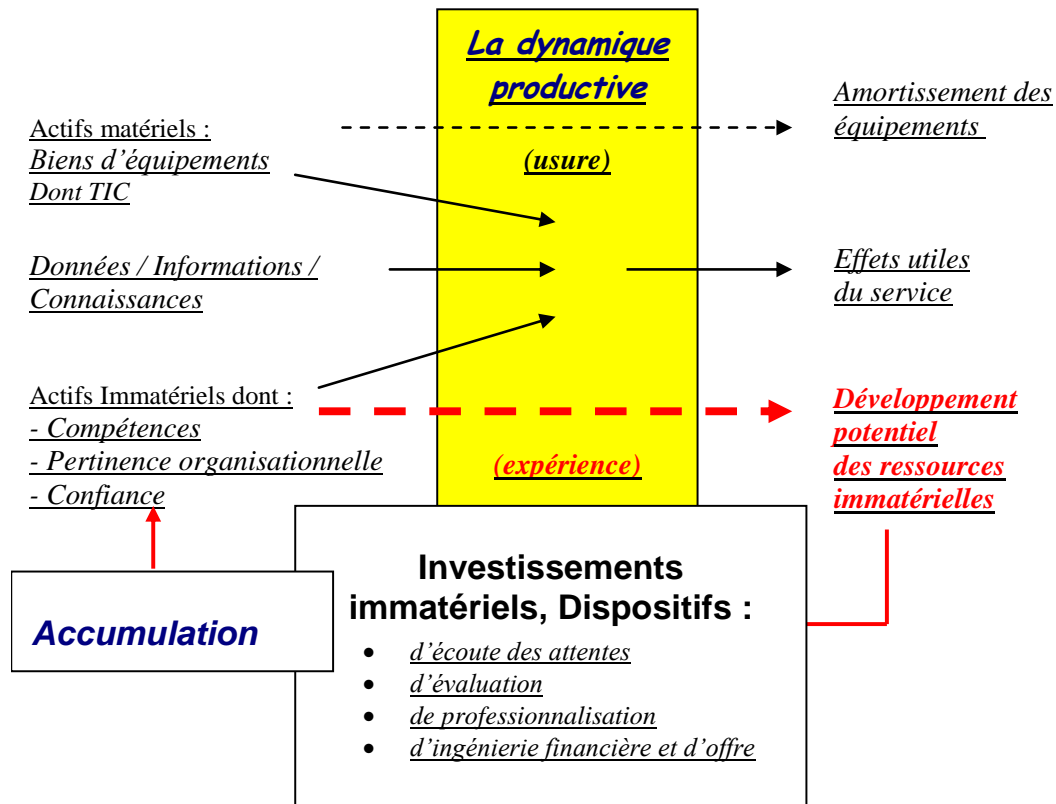 La dynamique
productive
(usure)
Actifs matériels :
Biens d'équipements
Dont TIC
Amortissement des
équipements
Données / Informations /
Connaissances
Effets utiles
du service
Actifs Immatériels dont :
- Compétences
- Pertinence organisationnelle
- Confiance
(expérience)
Développement
potentiel
des ressources
immatérielles
Accumulation
Investissements
immatériels, Dispositifs :
• d'écoute des attentes
• d'évaluation
• de professionnalisation
• d'ingénierie financière et d'offre